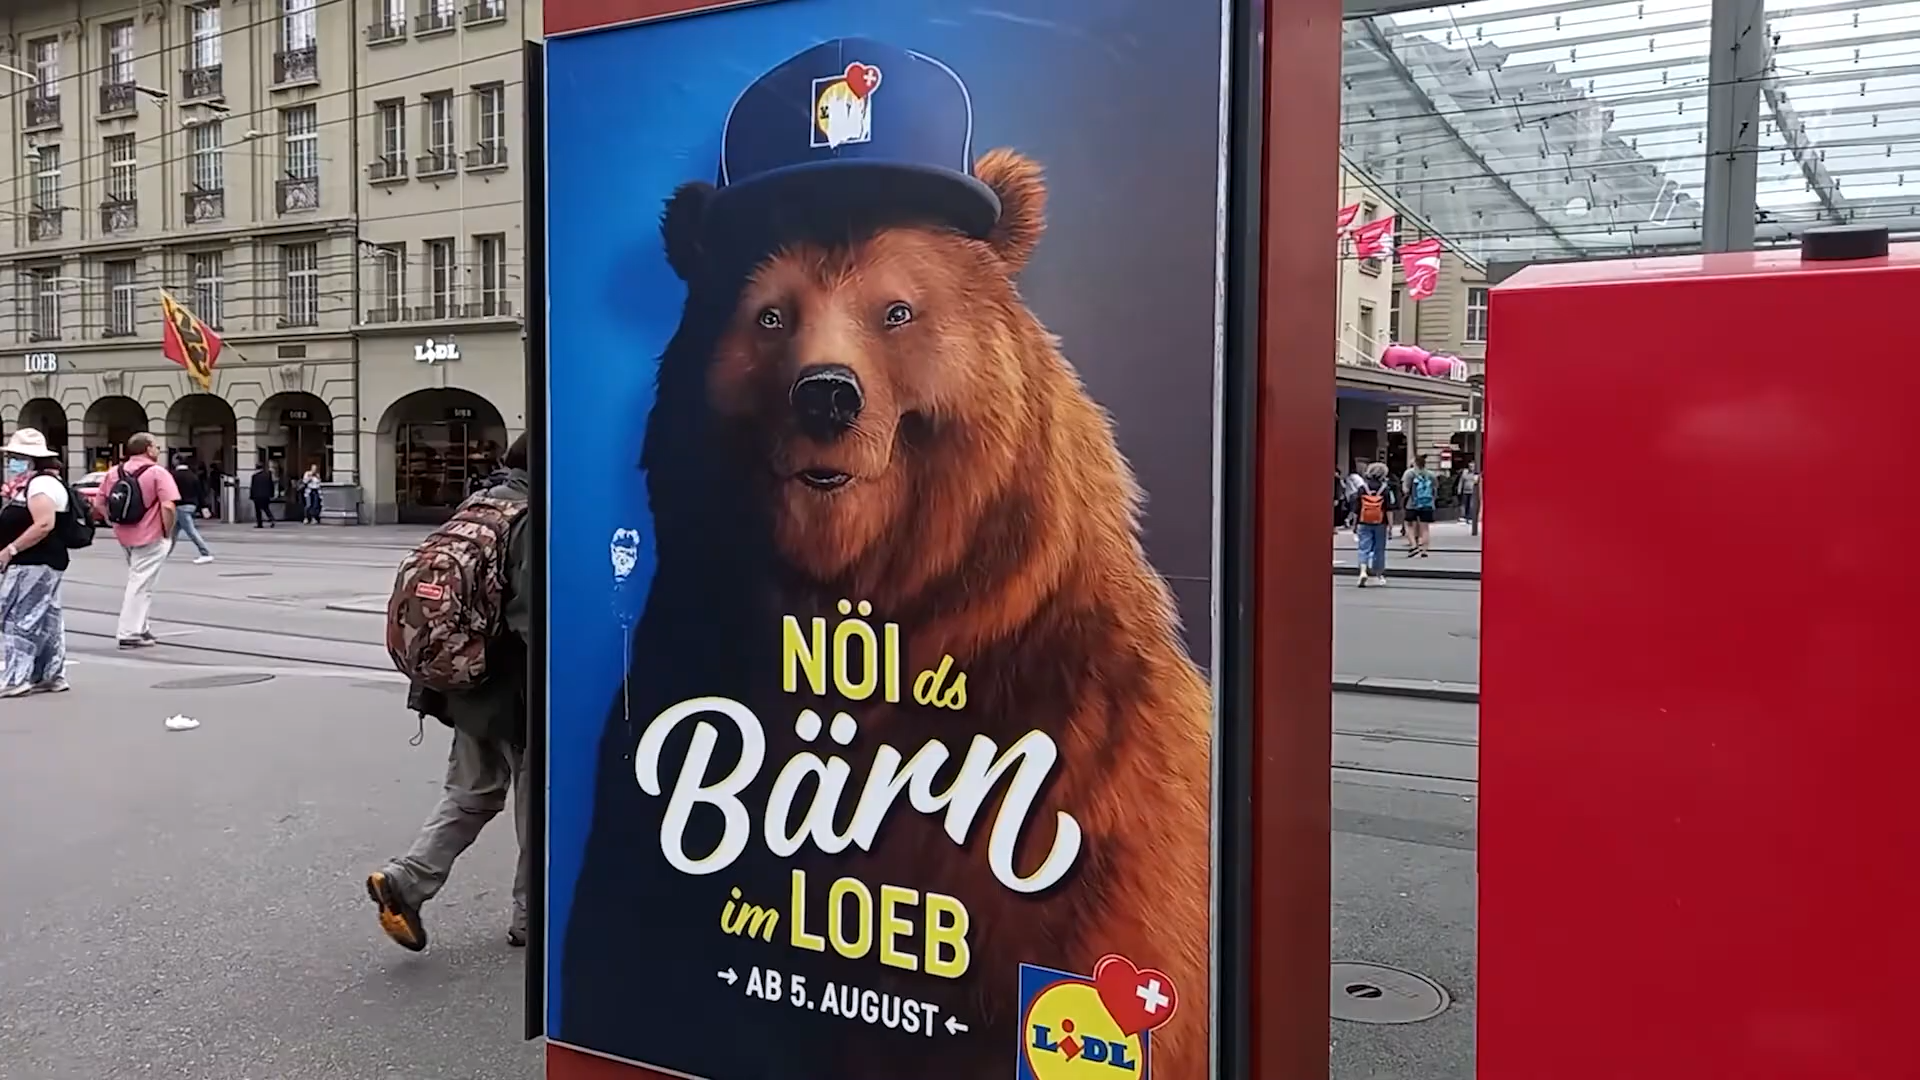 NÖI ds
Bärn
im LOEB
→ AB 5. AUGUST ←
LiDL
LOEB
LiDL